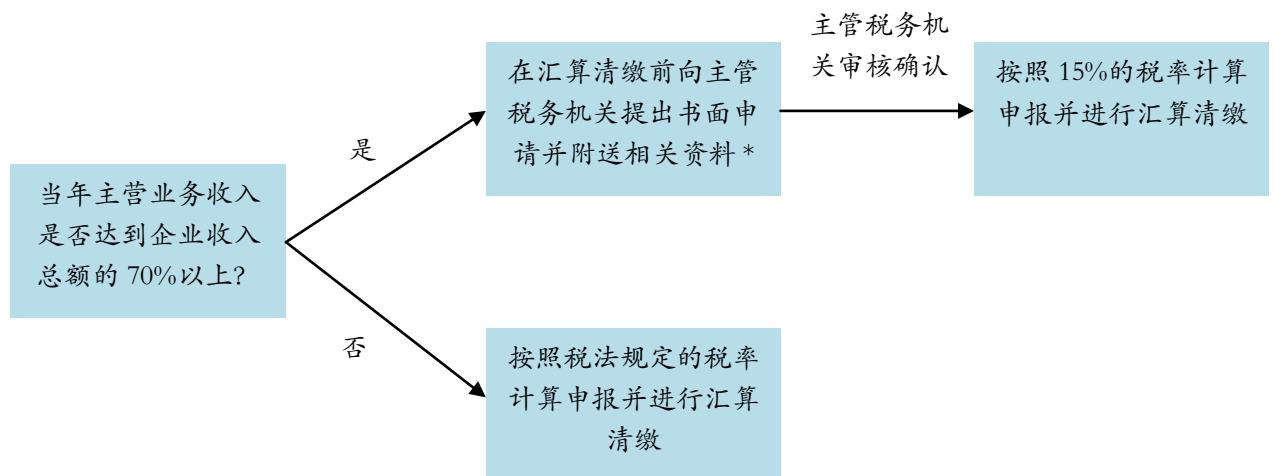 当年主营业务收入
是否达到企业收入
总额的 70%以上?
是
在汇算清缴前向主管
税务机关提出书面申
请并附送相关资料 *
主管税务机
关审核确认
按照 15%的税率计算
申报并进行汇算清缴
否
按照税法规定的税率
计算申报并进行汇算
清缴